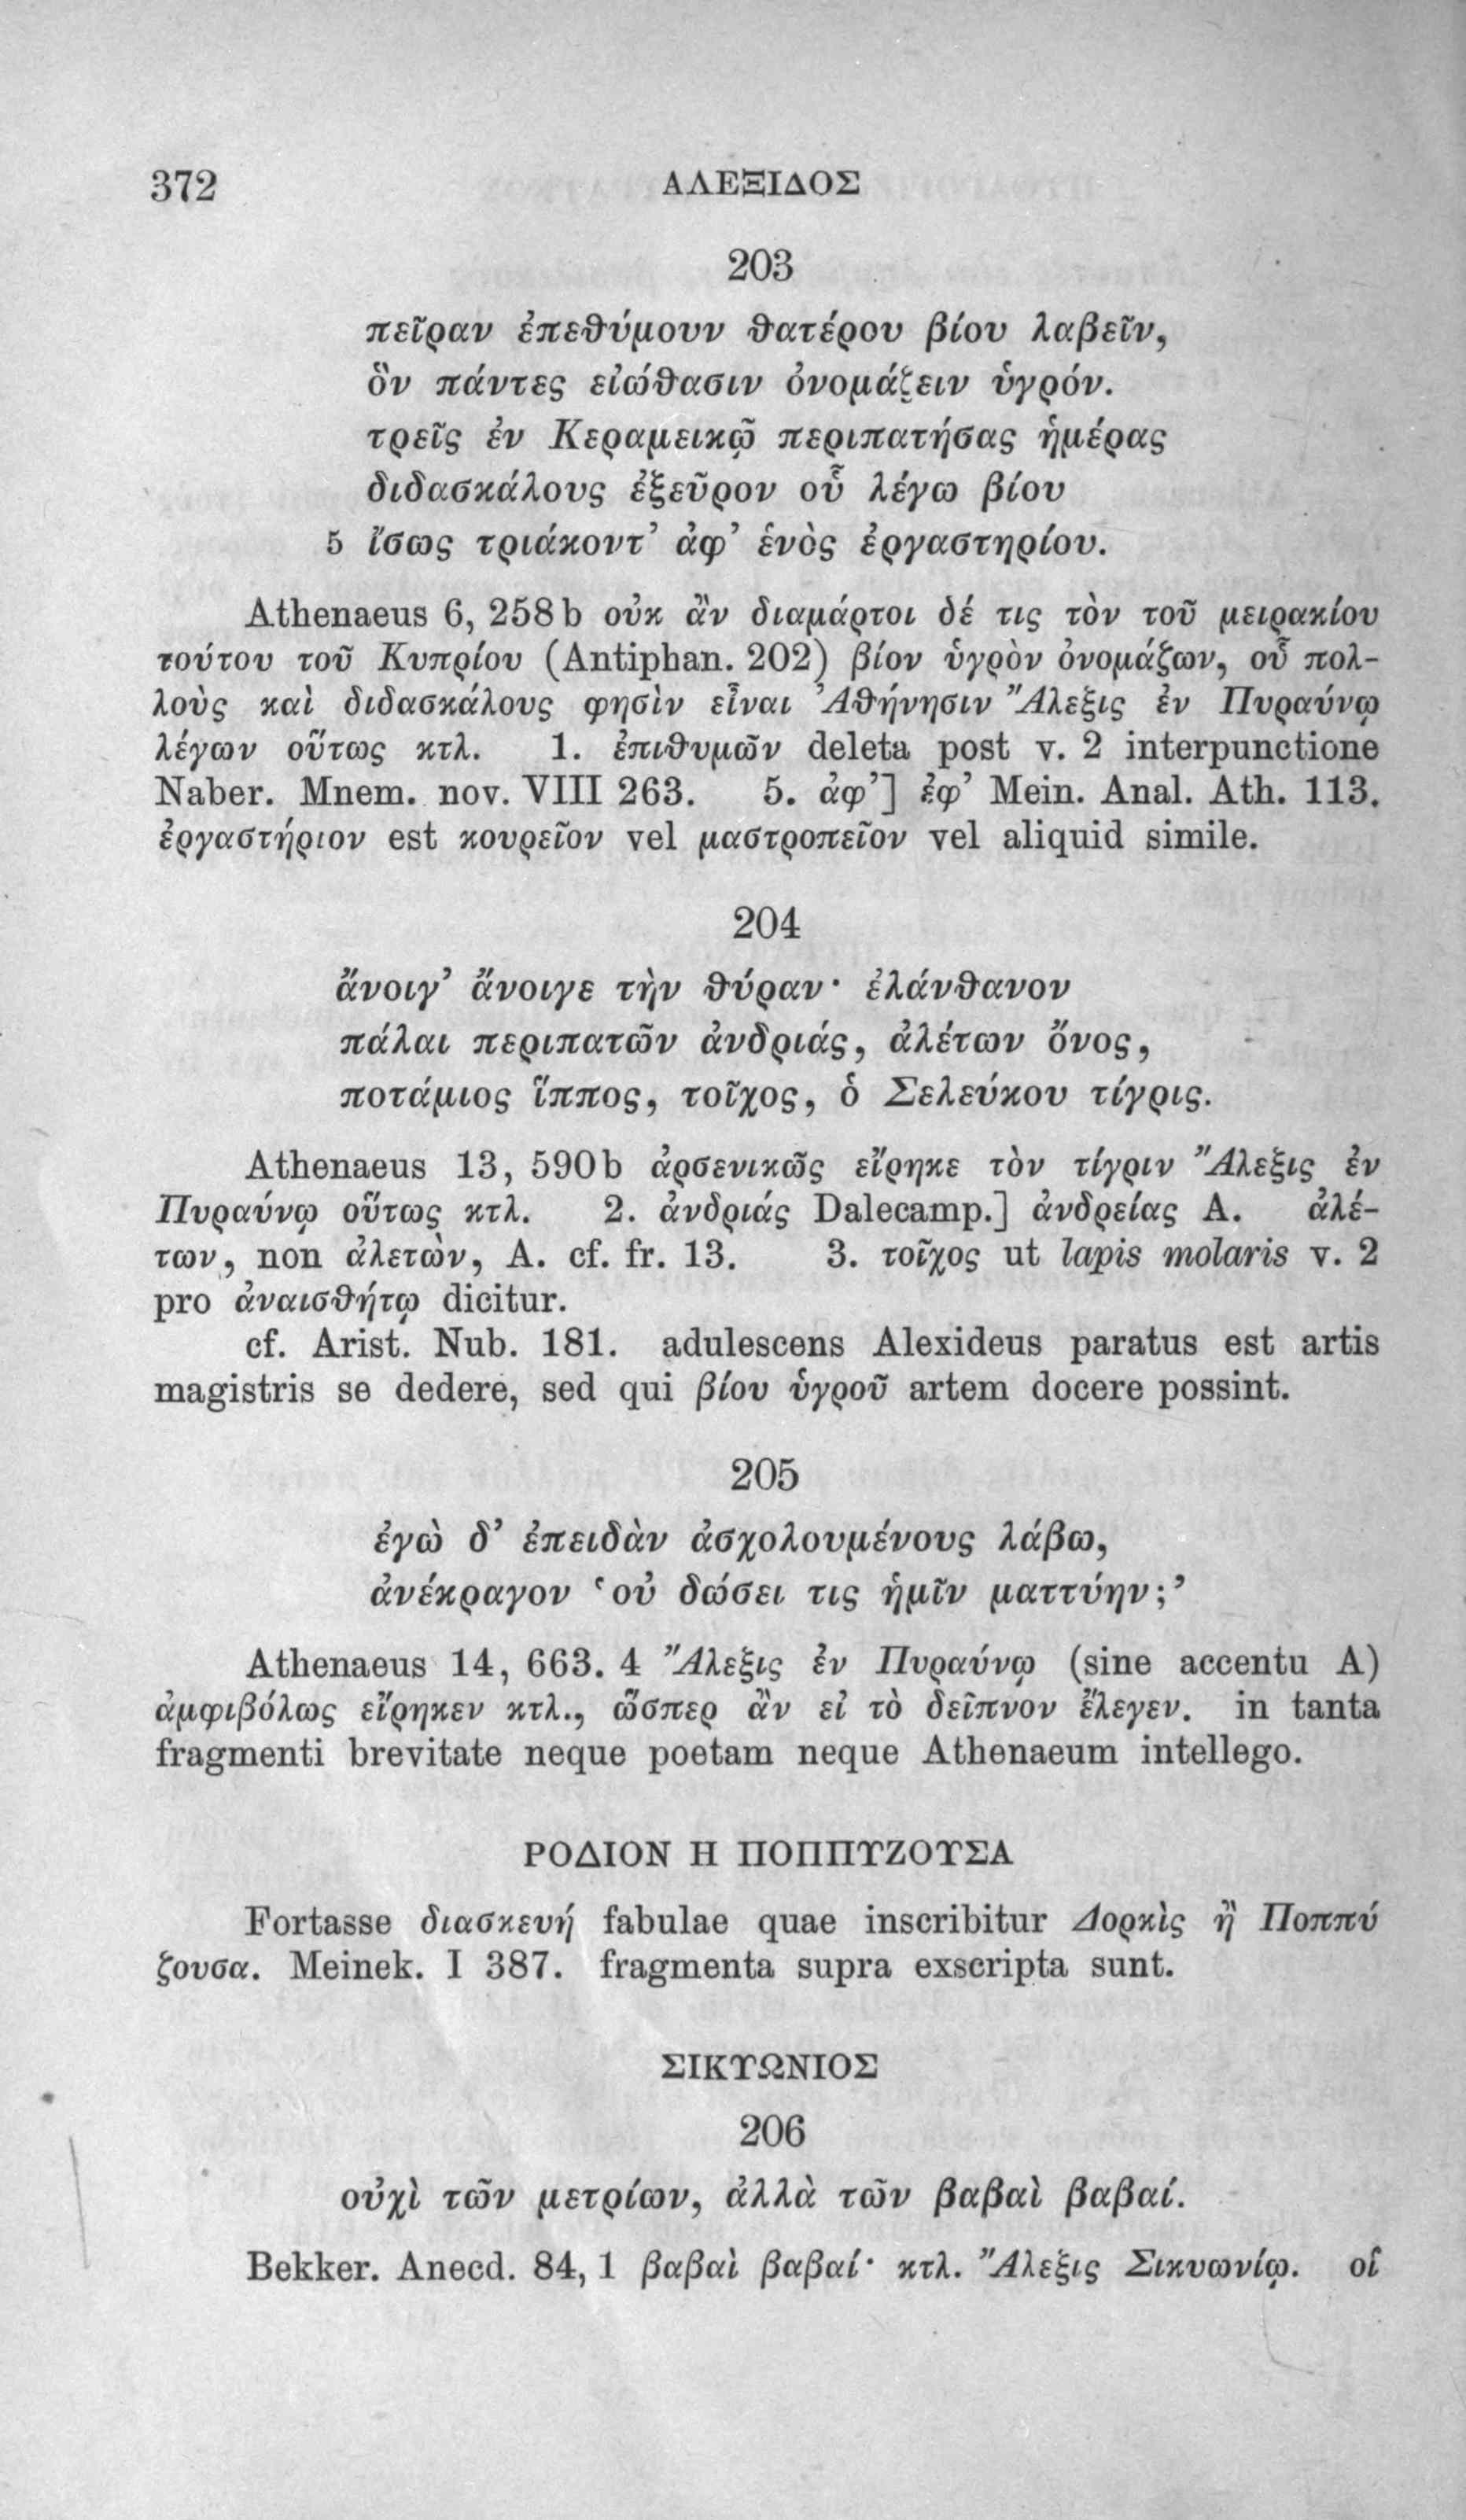 372 ΑΛΕΞΙΔΟΣ
203
πεῖραν ἐπεθύμουν θατέρου βίου λαβεῖν,
ὃν πάντες εἰώθασιν ὀνομάζειν ὑγρόν.
τρεῖς ἐν Κεραμεικῷ περιπατήσας ἡμέρας
διδασκάλους ἐξεῦρον οὗ λέγω βίου
5 ἴσως τριάκοντ’ ἀφ’ ἑνὸς ἐργαστηρίου.
Athenaeus 6, 258b οὐκ ἂν διαμάρτοι δέ τις τὸν τοῦ μειρακίου
τούτου τοῦ Κυπρίου (Antiphan. 202) βίον ὑγρὸν ὀνομάζων, οὗ πολ-
λοὺς καὶ διδασκάλους φησὶν εἶναι Ἀθήνησιν Ἄλεξις ἐν Πυραύνῳ
λέγων οὕτως κτλ. 1. ἐπιθυμῶν deleta post v. 2 interpunctione
Naber. Mnem. nov. VIII 263. 5. ἀφ’] ἐφ’ Mein. Anal. Ath. 113.
ἐργαστήριον est κουρεῖον vel μαστροπεῖον vel aliquid simile.
204
ἄνοιγ’ ἄνοιγε τὴν θύραν· ἐλάνθανον
πάλαι περιπατῶν ἀνδριάς, ἀλέτων ὄνος,
ποτάμιος ἵππος, τοῖχος, ὁ Σελεύκου τίγρις.
Athenaeus 13, 590b ἀρσενικῶς εἴρηκε τὸν τίγριν Ἄλεξις ἐν
Πυραύνῳ οὕτως κτλ. 2. ἀνδριάς Dalecamp.] ἀνδρείας A. ἀλέ-
των, non ἀλετὼν, A. cf. fr. 13. 3. τοῖχος ut lapis molaris v. 2
pro ἀναισθήτῳ dicitur.
cf. Arist. Nub. 181. adulescens Alexideus paratus est artis
magistris se dedere, sed qui βίου ὑγροῦ artem docere possint.
205
ἐγὼ δ’ ἐπειδὰν ἀσχολουμένους λάβω,
ἀνέκραγον ‘οὐ δώσει τις ἡμῖν ματτύην;’
Athenaeus 14, 663. 4 Ἄλεξις ἐν Πυραύνῳ (sine accentu A)
ἀμφιβόλως εἴρηκεν κτλ., ὥσπερ ἂν εἰ τὸ δεῖπνον ἔλεγεν. in tanta
fragmenti brevitate neque poetam neque Athenaeum intellego.
ΡΟΔΙΟΝ Η ΠΟΠΠΥΖΟΥΣΑ
Fortasse διασκευή fabulae quae inscribitur Δορκὶς ἢ Ποππύ
ζουσα. Meinek. I 387. fragmenta supra exscripta sunt.
ΣΙΚΥΩΝΙΟΣ
206
οὐχὶ τῶν μετρίων, ἀλλὰ τῶν βαβαὶ βαβαί.
Bekker. Anecd. 84, 1 βαβαὶ βαβαί· κτλ. Ἄλεξις Σικυωνίῳ. οἱ